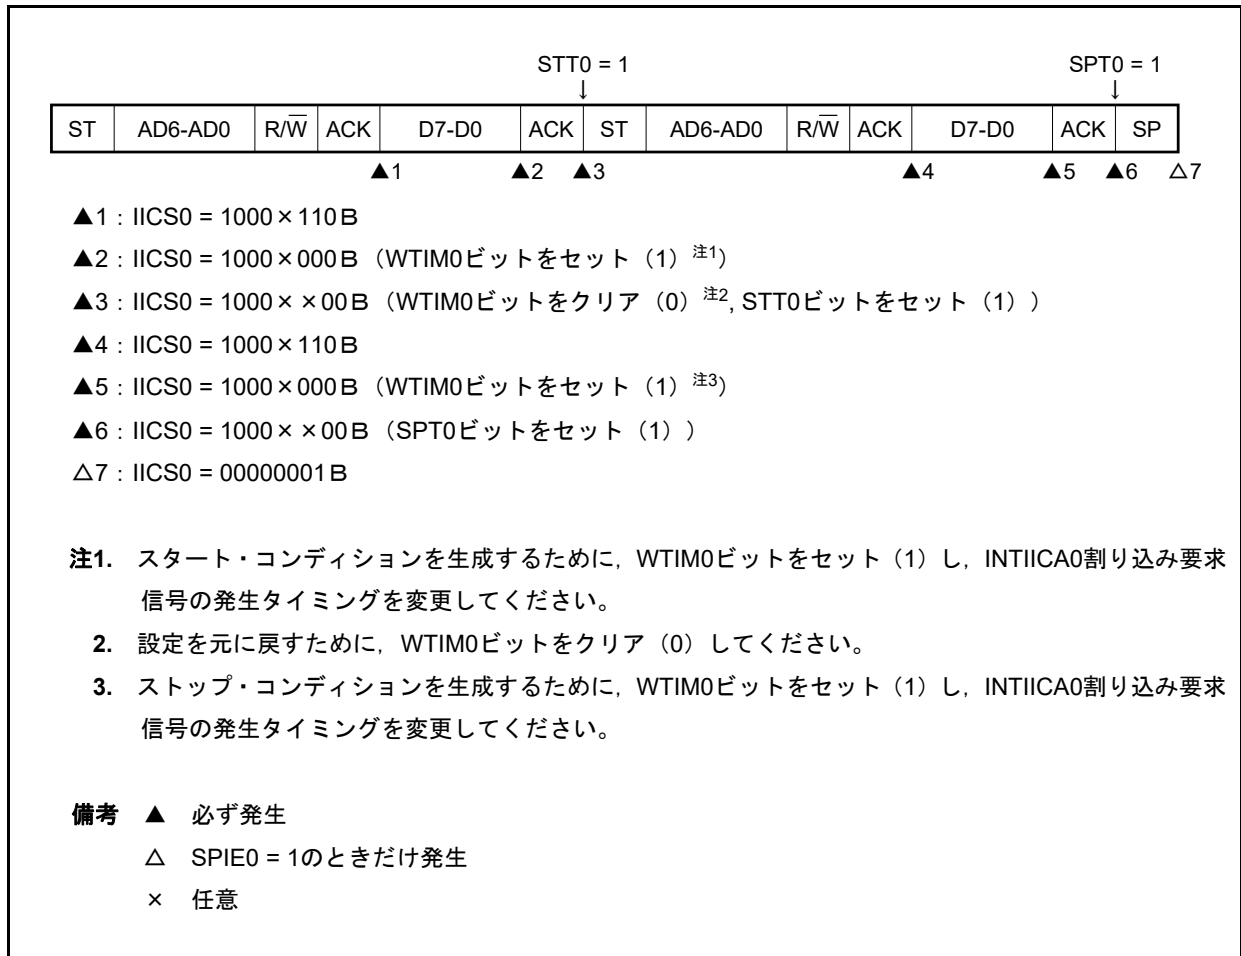 STT0 = 1 SPT0 = 1
↓ ↓
ST AD6-AD0 R/W̅ ACK D7-D0 ACK ST AD6-AD0 R/W̅ ACK D7-D0 ACK SP
▲1 ▲2 ▲3 ▲4 ▲5 ▲6 △7
▲1：IICS0 = 1000×110B
▲2：IICS0 = 1000×000B（WTIM0ビットをセット（1）注1）
▲3：IICS0 = 1000××00B（WTIM0ビットをクリア（0）注2, STT0ビットをセット（1））
▲4：IICS0 = 1000×110B
▲5：IICS0 = 1000×000B（WTIM0ビットをセット（1）注3）
▲6：IICS0 = 1000××00B（SPT0ビットをセット（1））
△7：IICS0 = 00000001B
注1. スタート・コンディションを生成するために，WTIM0ビットをセット（1）し，INTIICA0割り込み要求
信号の発生タイミングを変更してください。
2. 設定を元に戻すために，WTIM0ビットをクリア（0）してください。
3. ストップ・コンディションを生成するために，WTIM0ビットをセット（1）し，INTIICA0割り込み要求
信号の発生タイミングを変更してください。
備考 ▲ 必ず発生
△ SPIE0 = 1のときだけ発生
× 任意